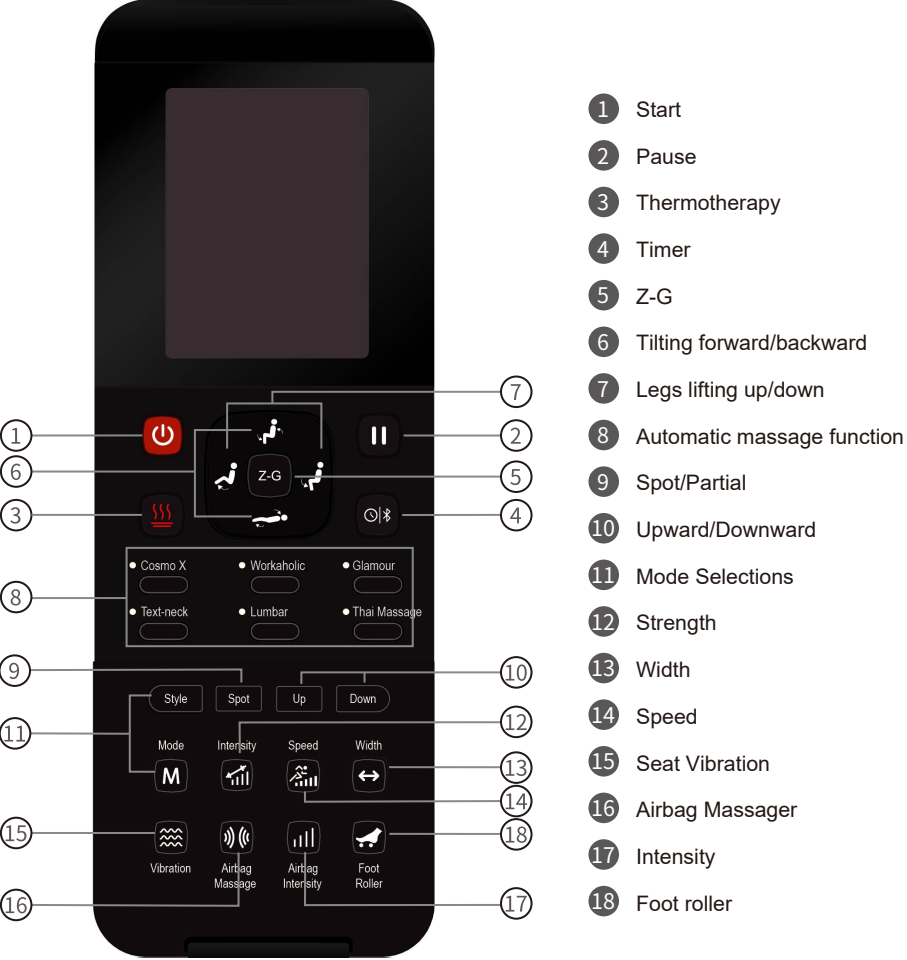 1 Start
2 Pause
3 Thermotherapy
4 Timer
5 Z-G
6 Tilting forward/backward
7 Legs lifting up/down
8 Automatic massage function
9 Spot/Partial
10 Upward/Downward
11 Mode Selections
12 Strength
13 Width
14 Speed
15 Seat Vibration
16 Airbag Massager
17 Intensity
18 Foot roller
7
1
2
6
Z-G
5
3
4
Cosmo X Workaholic Glamour
8
Text-neck Lumbar Thai Massage
9
10
Style Spot Up Down
12
11
Mode Intensity Speed Width
M
13
14
15
18
Vibration Airbag Massage Airbag Intensity Foot Roller
16
17